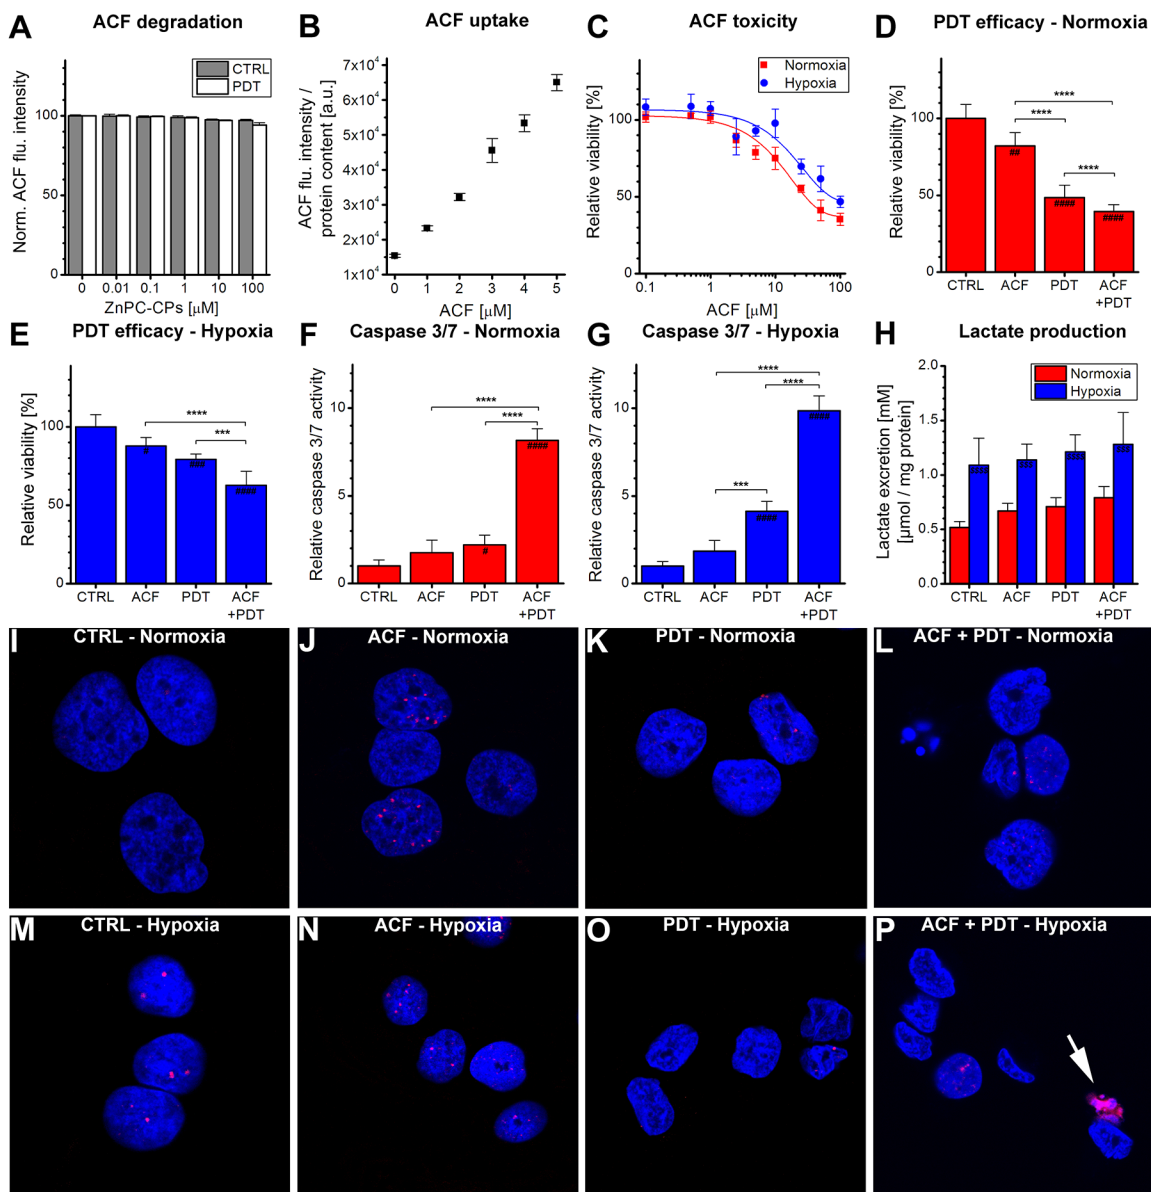 A
ACF degradation
CTRL
PDT
Norm. ACF flu. intensity
100
50
0
0 0.01 0.1 1 10 100
ZnPC-CPs [µM]
B
ACF uptake
ACF flu. intensity /
protein content [a.u.]
7x10⁴
6x10⁴
5x10⁴
4x10⁴
3x10⁴
2x10⁴
1x10⁴
0 1 2 3 4 5
ACF [µM]
C
ACF toxicity
Normoxia
Hypoxia
Relative viability [%]
100
50
0
0.1 1 10 100
ACF [µM]
D
PDT efficacy - Normoxia
Relative viability [%]
100
50
0
****
****
****
##
####
####
CTRL ACF PDT ACF
+PDT
E
PDT efficacy - Hypoxia
Relative viability [%]
100
50
0
****
***
#
###
####
CTRL ACF PDT ACF
+PDT
F
Caspase 3/7 - Normoxia
Relative caspase 3/7 activity
10
5
0
****
****
#
####
CTRL ACF PDT ACF
+PDT
G
Caspase 3/7 - Hypoxia
Relative caspase 3/7 activity
10
5
0
****
****
***
####
####
CTRL ACF PDT ACF
+PDT
H
Lactate production
Normoxia
Hypoxia
Lactate excretion [mM]
[µmol / mg protein]
2.0
1.5
1.0
0.5
0.0
CTRL ACF PDT ACF
+PDT
I
CTRL - Normoxia
J
ACF - Normoxia
K
PDT - Normoxia
L
ACF + PDT - Normoxia
M
CTRL - Hypoxia
N
ACF - Hypoxia
O
PDT - Hypoxia
P
ACF + PDT - Hypoxia